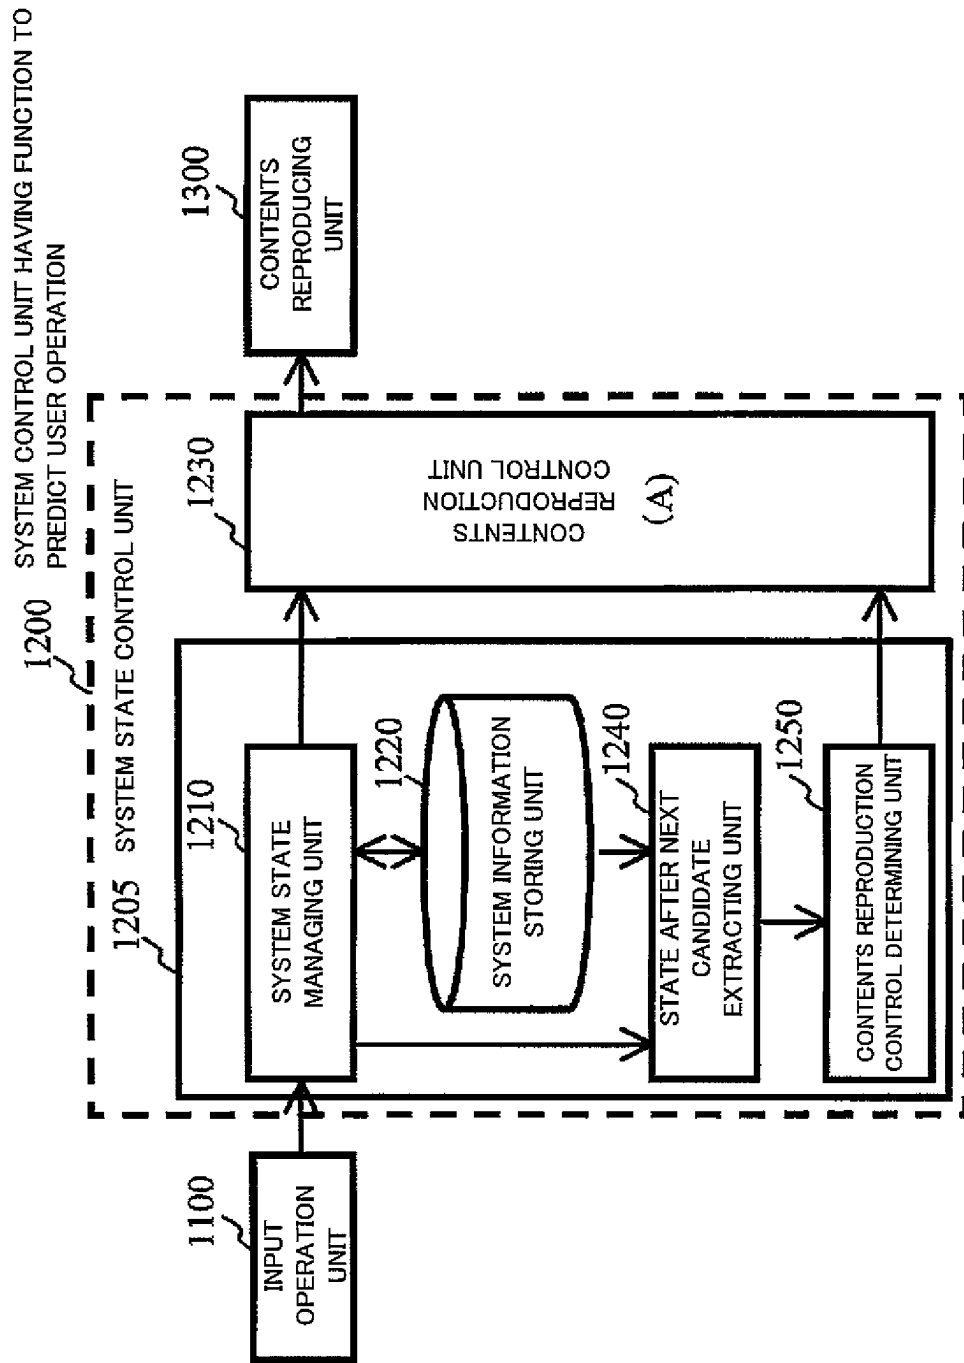 1200
SYSTEM CONTROL UNIT HAVING FUNCTION TO
PREDICT USER OPERATION
1205
SYSTEM STATE CONTROL UNIT
1100
INPUT
OPERATION
UNIT
1210
SYSTEM STATE
MANAGING UNIT
1220
SYSTEM INFORMATION
STORING UNIT
1240
STATE AFTER NEXT
CANDIDATE
EXTRACTING UNIT
1250
CONTENTS REPRODUCTION
CONTROL DETERMINING UNIT
1230
CONTENTS
REPRODUCTION
CONTROL UNIT
(A)
1300
CONTENTS
REPRODUCING
UNIT